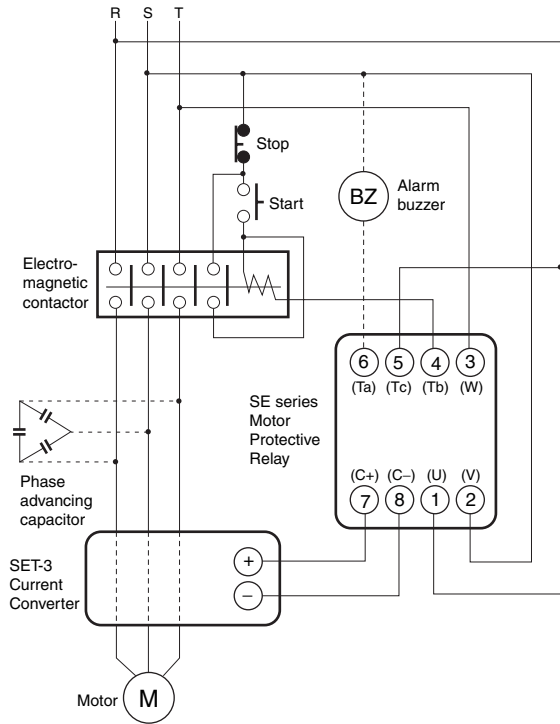 R S T
Stop
Start
BZ
Alarm
buzzer
Electro-
magnetic
contactor
6 5 4 3
(Ta) (Tc) (Tb) (W)
SE series
Motor
Protective
Relay
(C+) (C−) (U) (V)
7 8 1 2
Phase
advancing
capacitor
SET-3
Current
Converter
+
−
Motor
M